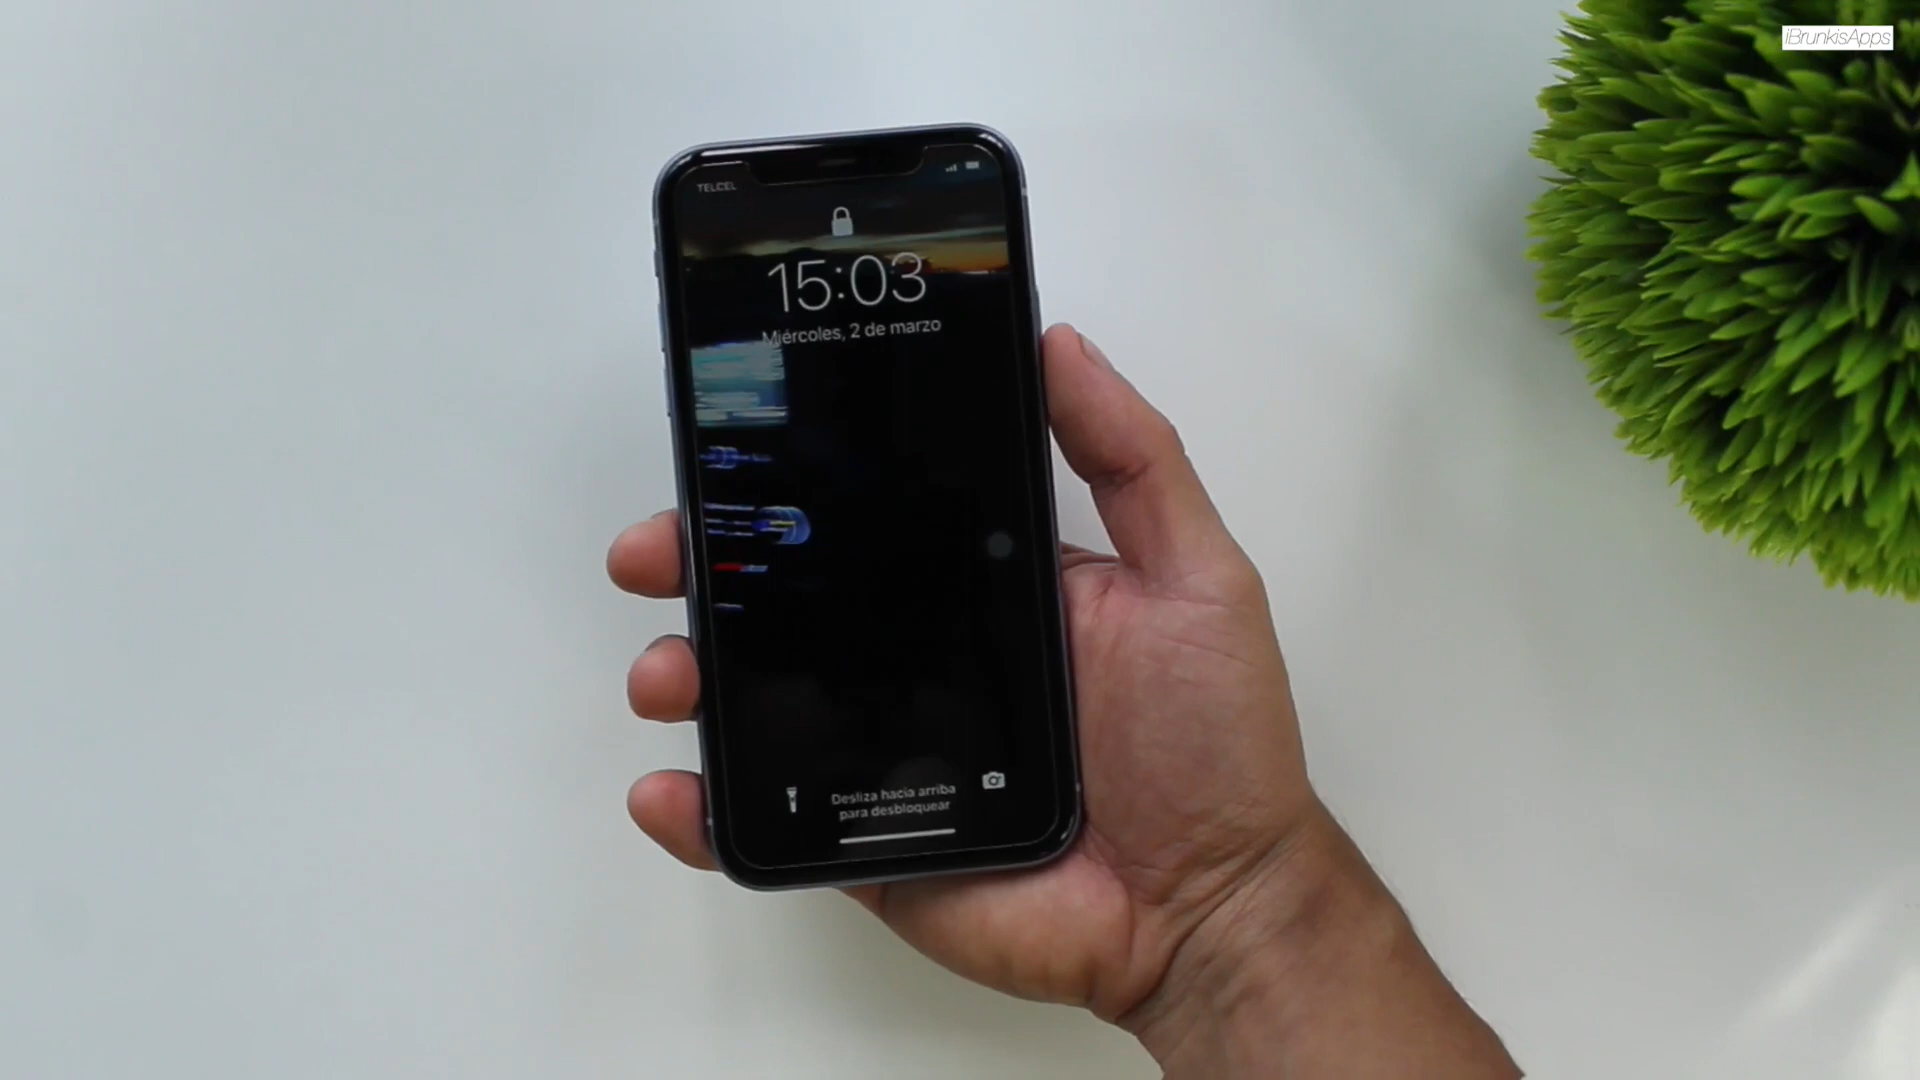 iBrunkisApps
TELCEL
15:03
Miércoles, 2 de marzo
Desliza hacia arriba
para desbloquear